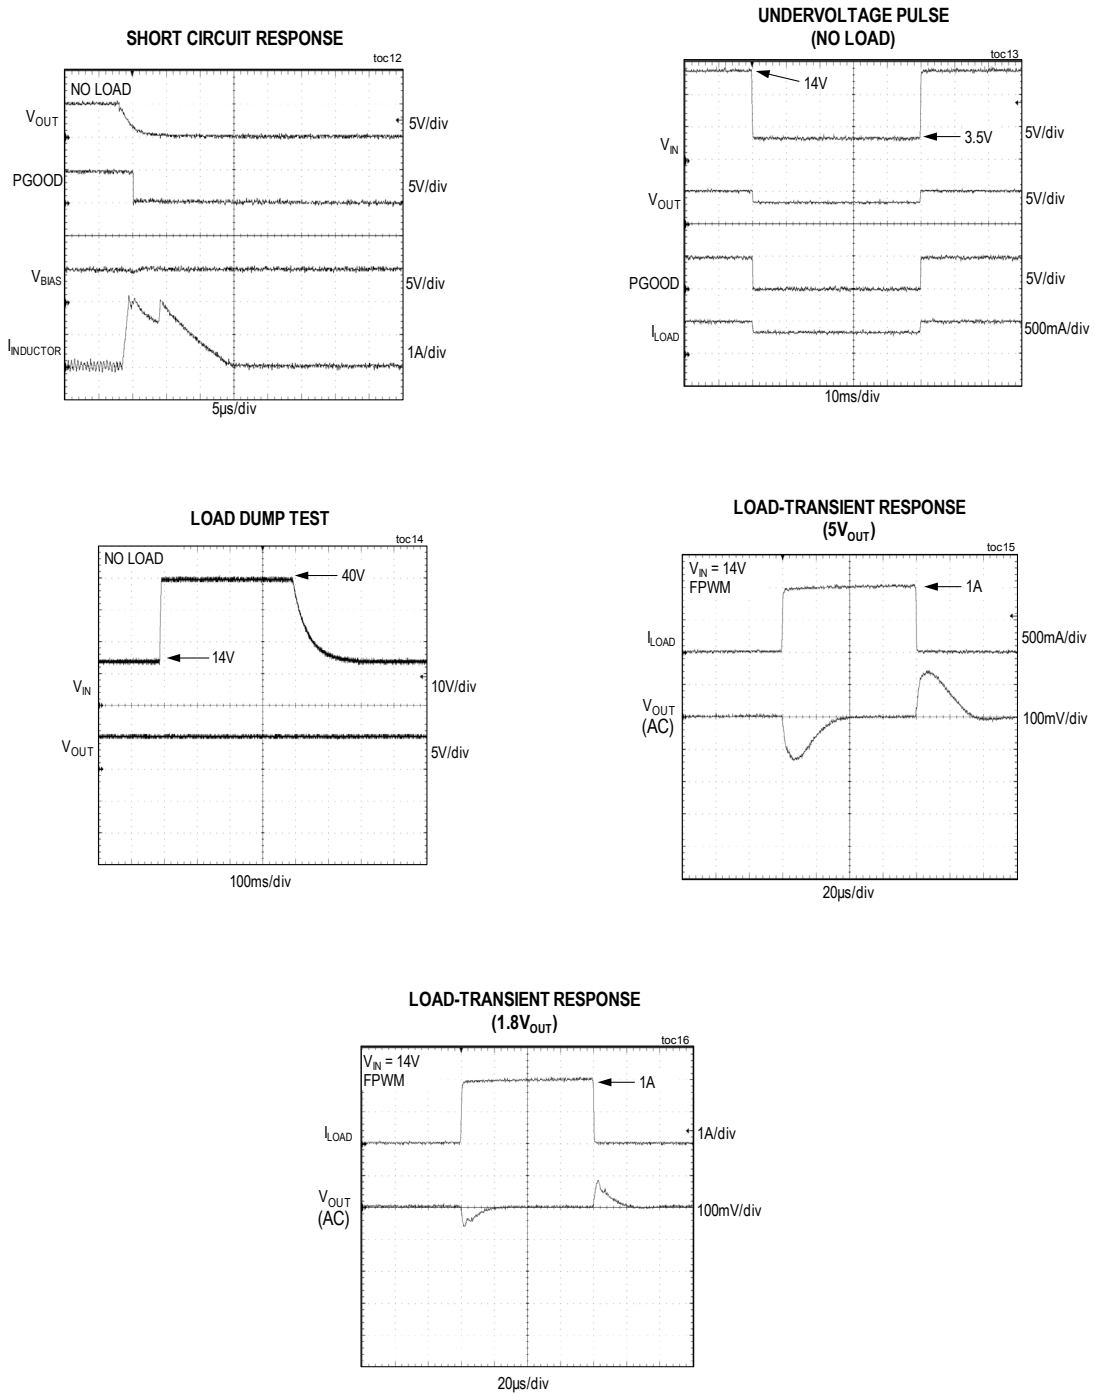 SHORT CIRCUIT RESPONSE
toc12
NO LOAD
VOUT
5V/div
PGOOD
5V/div
VBIAS
5V/div
IINDUCTOR
1A/div
5µs/div
UNDERVOLTAGE PULSE
(NO LOAD)
toc13
14V
3.5V
VIN
5V/div
VOUT
5V/div
PGOOD
5V/div
ILOAD
500mA/div
10ms/div
LOAD DUMP TEST
toc14
NO LOAD
40V
14V
VIN
10V/div
VOUT
5V/div
100ms/div
LOAD-TRANSIENT RESPONSE
(5VOUT)
toc15
VIN = 14V
FPWM
1A
ILOAD
500mA/div
VOUT
(AC)
100mV/div
20µs/div
LOAD-TRANSIENT RESPONSE
(1.8VOUT)
toc16
VIN = 14V
FPWM
1A
ILOAD
1A/div
VOUT
(AC)
100mV/div
20µs/div